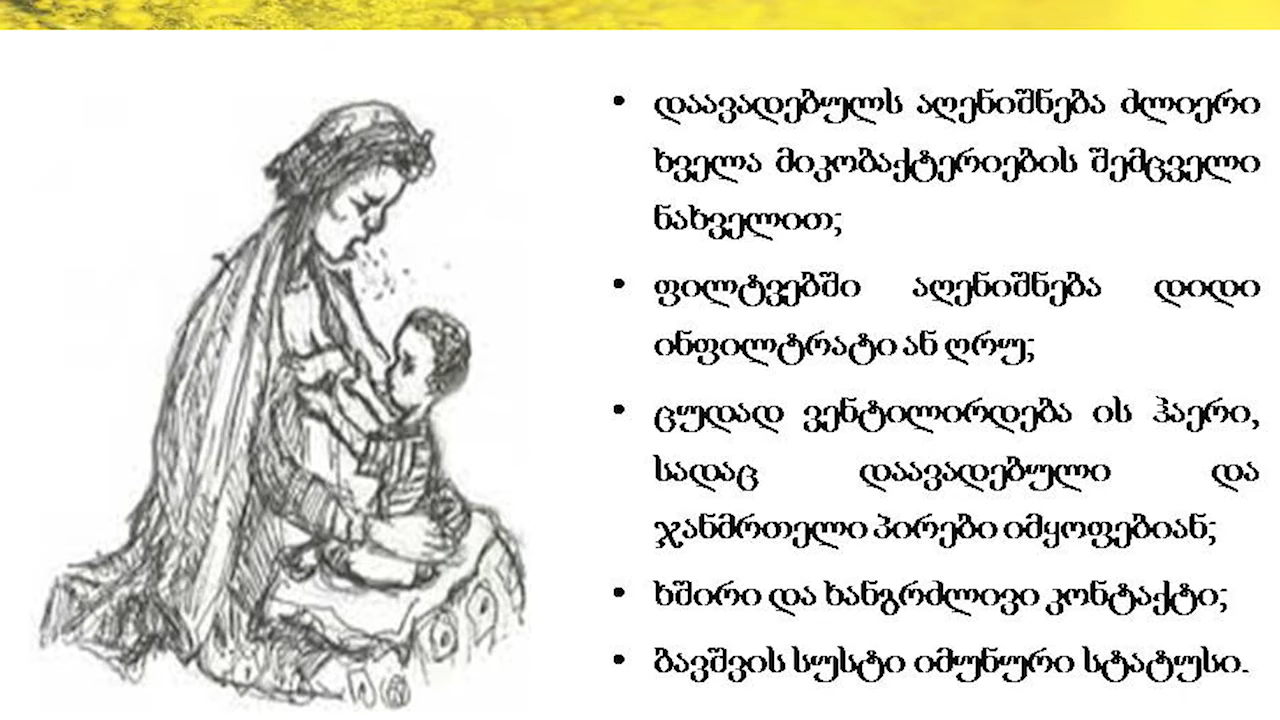 • დაავადებულს აღენიშნება ძლიერი
ხველა მიკობაქტერიების შემცველი
ნახველით;
• ფილტვებში აღენიშნება დიდი
ინფილტრატი ან ღრუ;
• ცუდად ვენტილირდება ის ჰაერი,
სადაც დაავადებული და
ჯანმრთელი პირები იმყოფებიან;
• ხშირი და ხანგრძლივი კონტაქტი;
• ბავშვის სუსტი იმუნური სტატუსი.